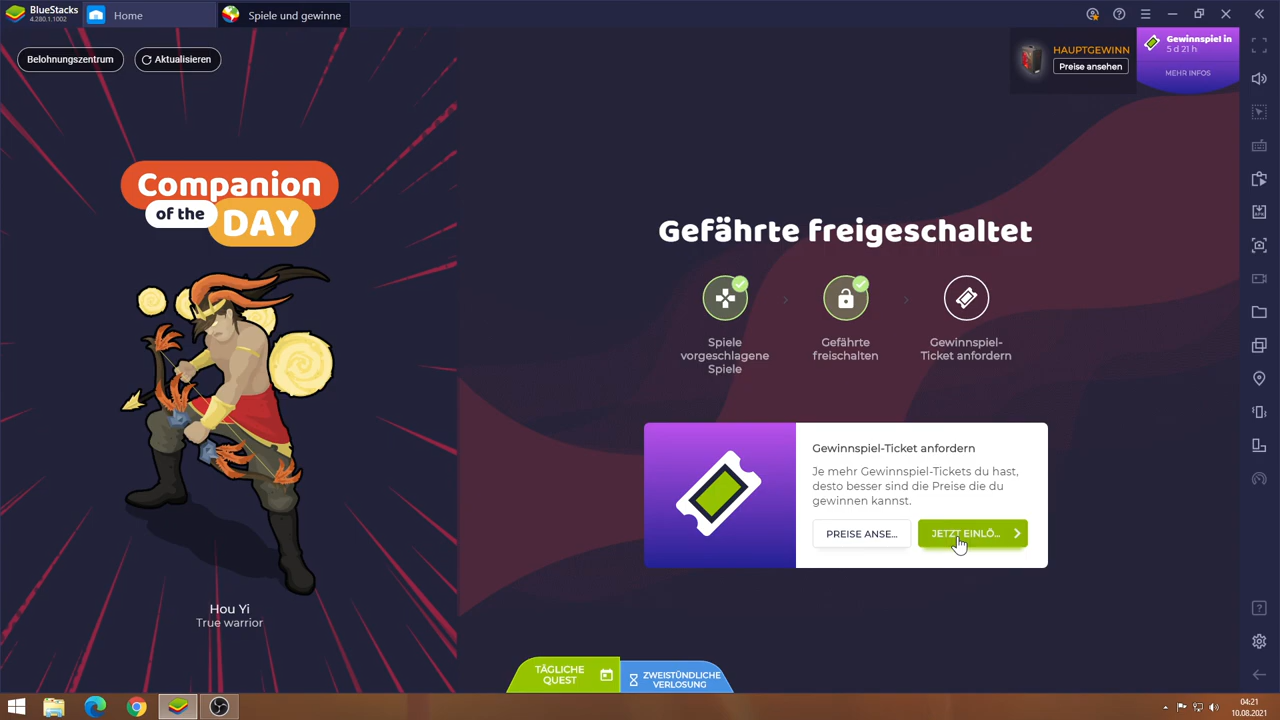 BlueStacks
4.280.1.1002
Home
Spiele und gewinne
Belohnungszentrum
Aktualisieren
HAUPTGEWINN
Preise ansehen
Gewinnspiel in
5 d 21 h
MEHR INFOS
Companion
of the
DAY
Hou Yi
True warrior
Gefährte freigeschaltet
Spiele
vorgeschlagene
Spiele
Gefährte
freischalten
Gewinnspiel-
Ticket anfordern
Gewinnspiel-Ticket anfordern
Je mehr Gewinnspiel-Tickets du hast,
desto besser sind die Preise die du
gewinnen kannst.
PREISE ANSE...
JETZT EINLÖ...
TÄGLICHE
QUEST
ZWEISTÜNDLICHE
VERLOSUNG
04:21
10.08.2021